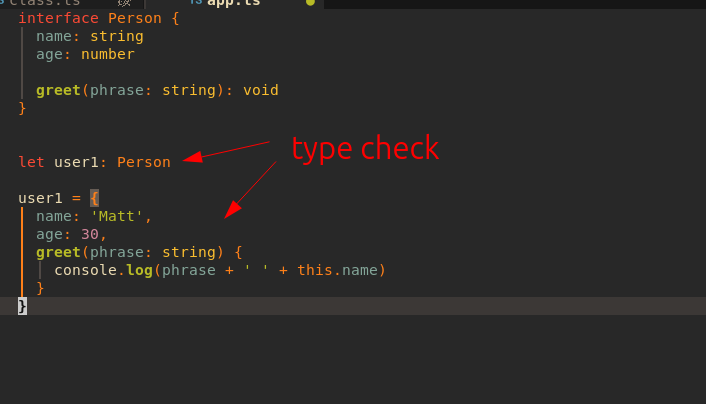 class.ts
TS app.ts
interface Person {
name: string
age: number
greet(phrase: string): void
}
type check
let user1: Person
user1 = {
name: 'Matt',
age: 30,
greet(phrase: string) {
console.log(phrase + ' ' + this.name)
}
}